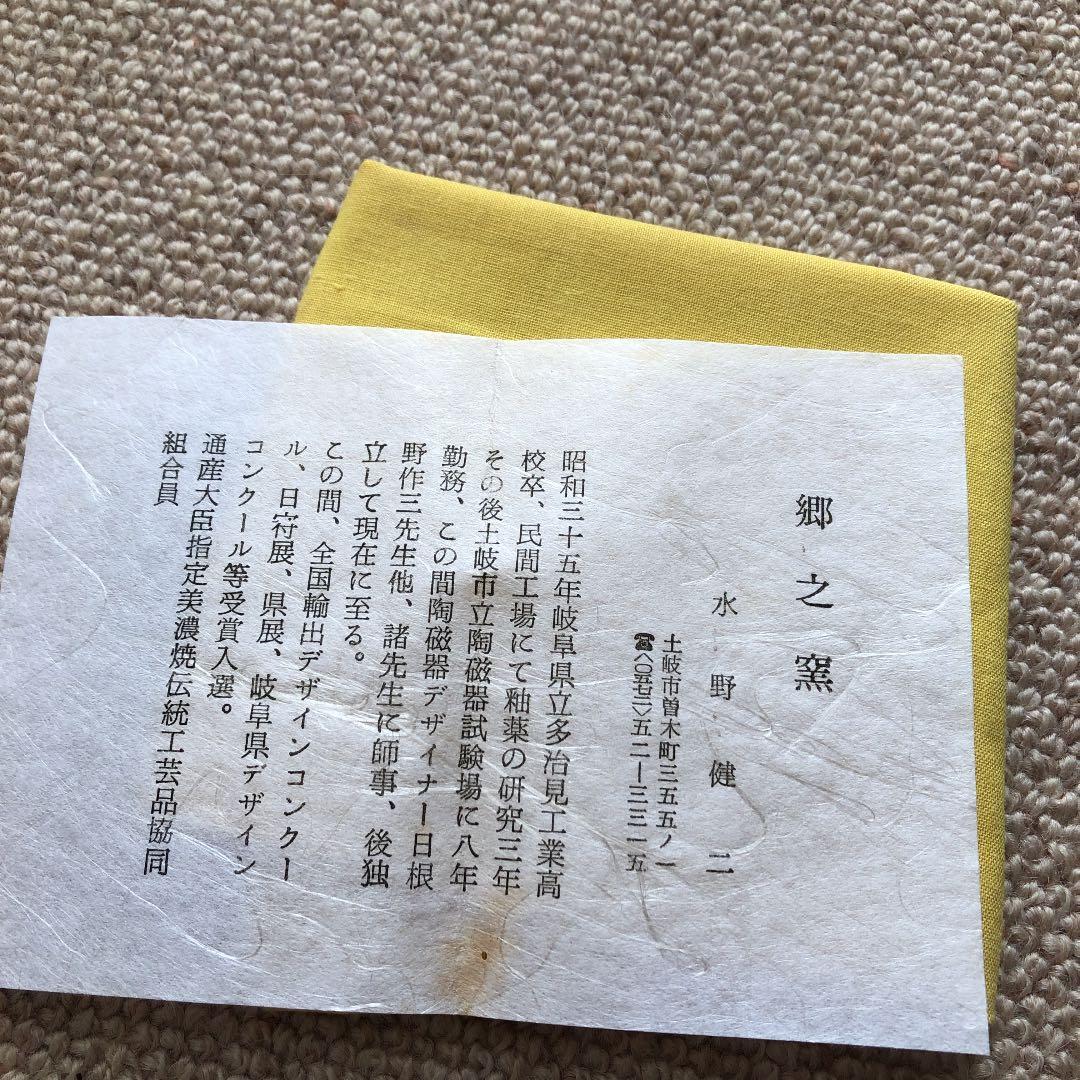 郷之窯
水野健二
土岐市曽木町三五五ノ一
☎〈〇五七二〉五二ー三三二五
昭和三十五年岐阜県立多治見工業高
校卒、民間工場にて釉薬の研究三年
その後土岐市立陶磁器試験場に八年
勤務、この間陶磁器デザイナー日根
野作三先生他、諸先生に師事、後独
立して現在に至る。
この間、全国輸出デザインコンクー
ル、日府展、県展、岐阜県デザイン
コンクール等受賞入選。
通産大臣指定美濃焼伝統工芸品協同
組合員